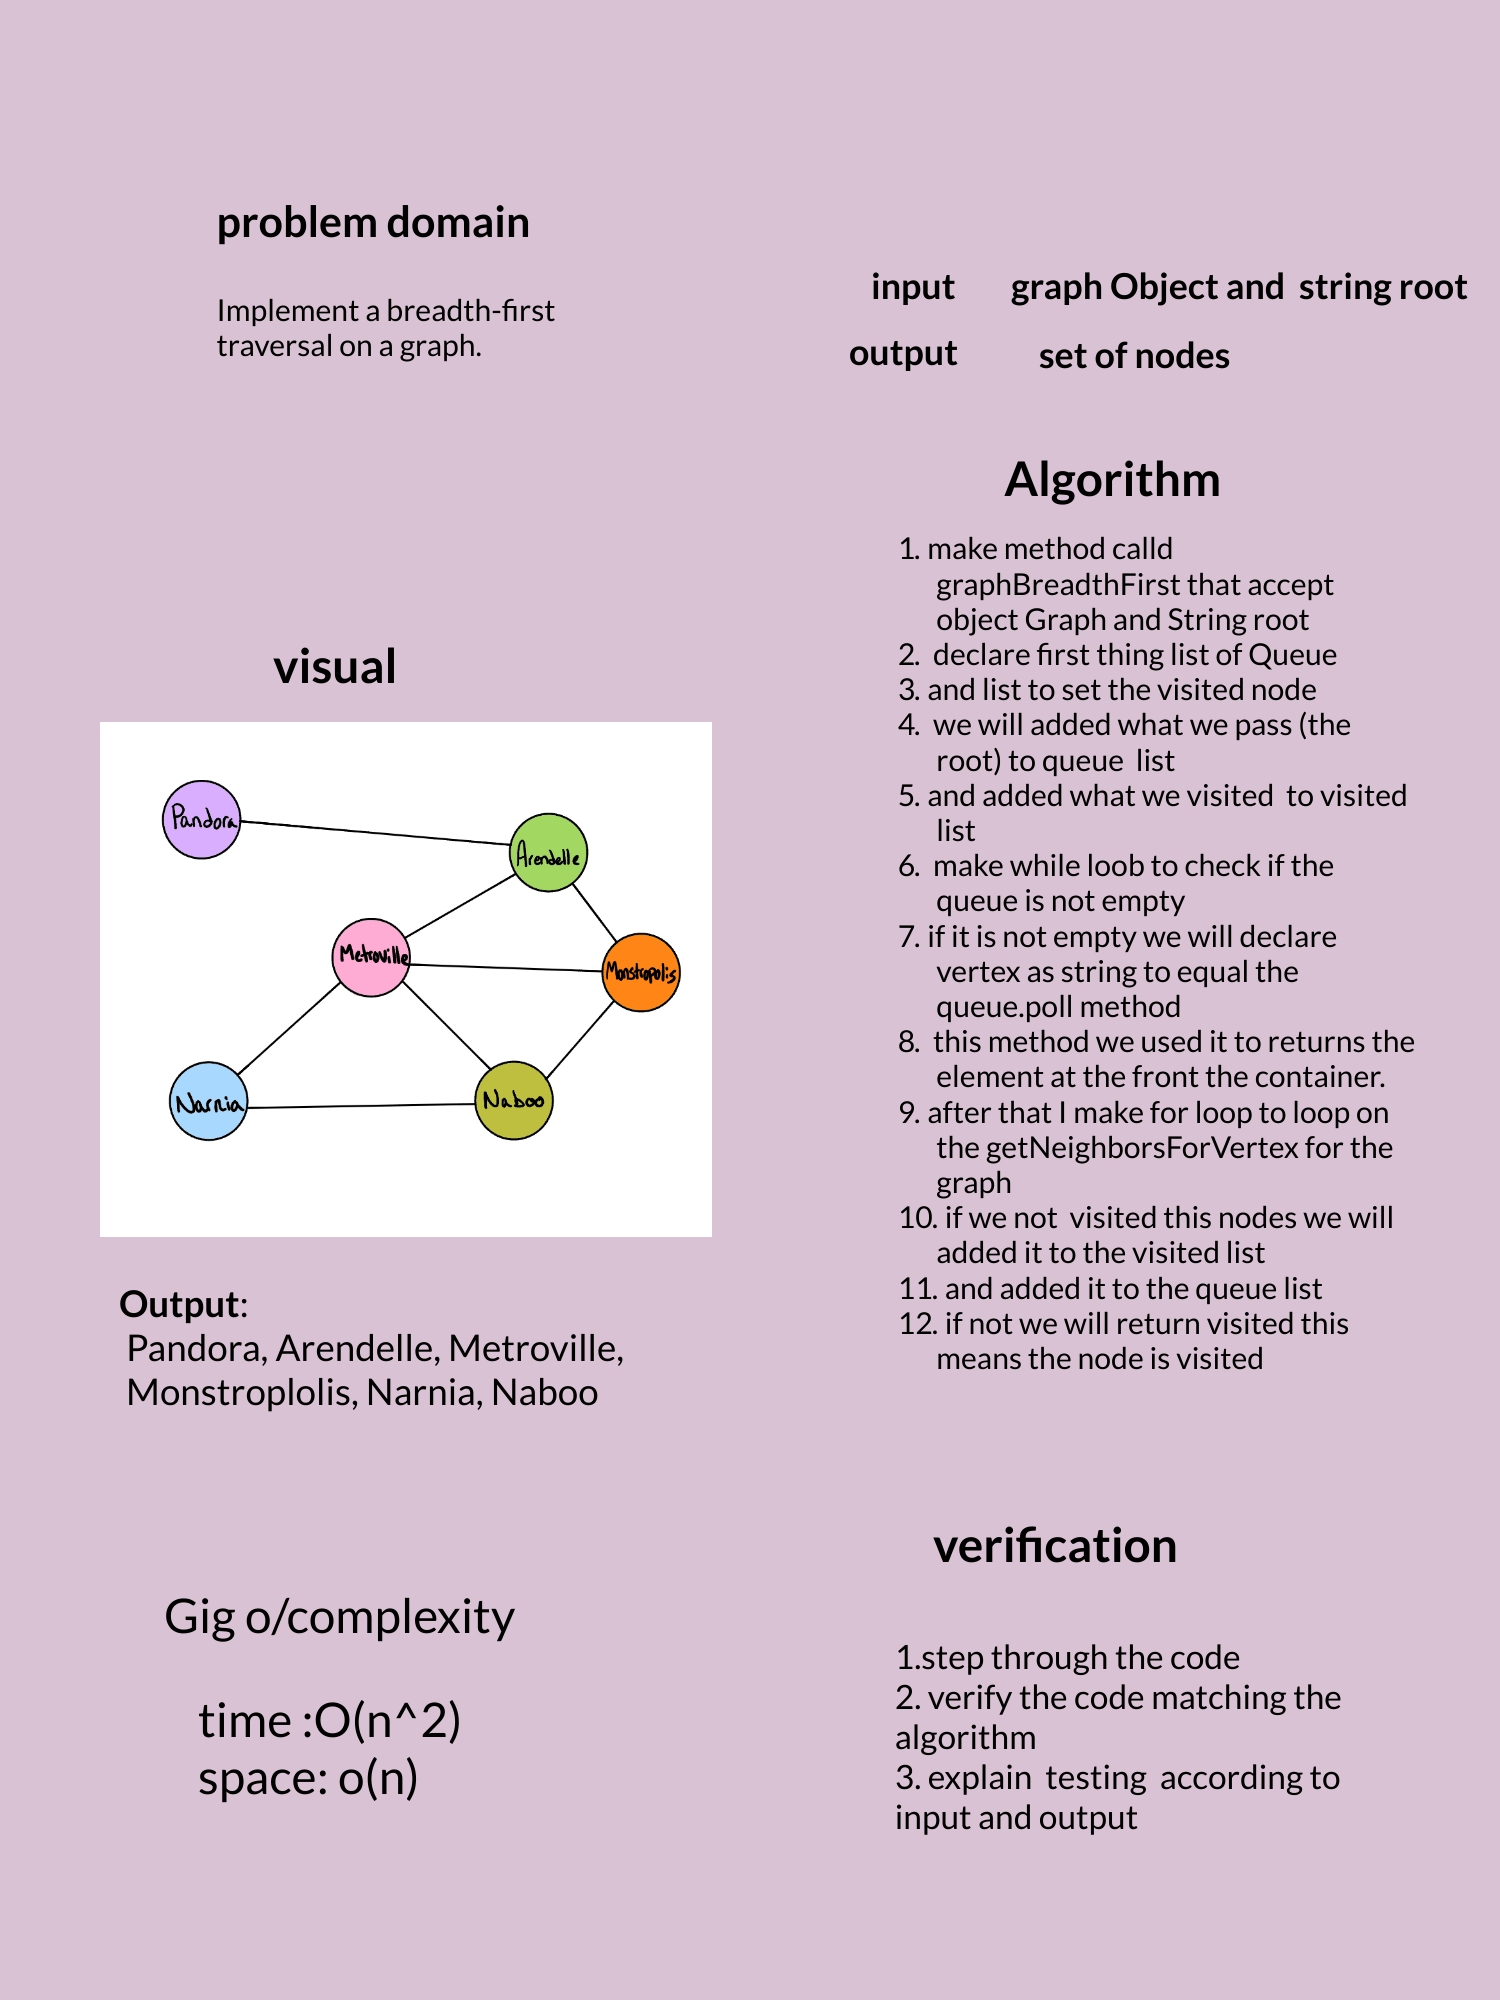 problem domain
Implement a breadth-first
traversal on a graph.
input graph Object and string root
output set of nodes
Algorithm
1. make method calld
graphBreadthFirst that accept
object Graph and String root
2. declare first thing list of Queue
3. and list to set the visited node
4. we will added what we pass (the
root) to queue list
5. and added what we visited to visited
list
6. make while loob to check if the
queue is not empty
7. if it is not empty we will declare
vertex as string to equal the
queue.poll method
8. this method we used it to returns the
element at the front the container.
9. after that I make for loop to loop on
the getNeighborsForVertex for the
graph
10. if we not visited this nodes we will
added it to the visited list
11. and added it to the queue list
12. if not we will return visited this
means the node is visited
visual
Pandora
Arendelle
Metroville
Monstropolis
Narnia
Naboo
Output:
Pandora, Arendelle, Metroville,
Monstroplolis, Narnia, Naboo
Gig o/complexity
time :O(n^2)
space: o(n)
verification
1.step through the code
2. verify the code matching the
algorithm
3. explain testing according to
input and output